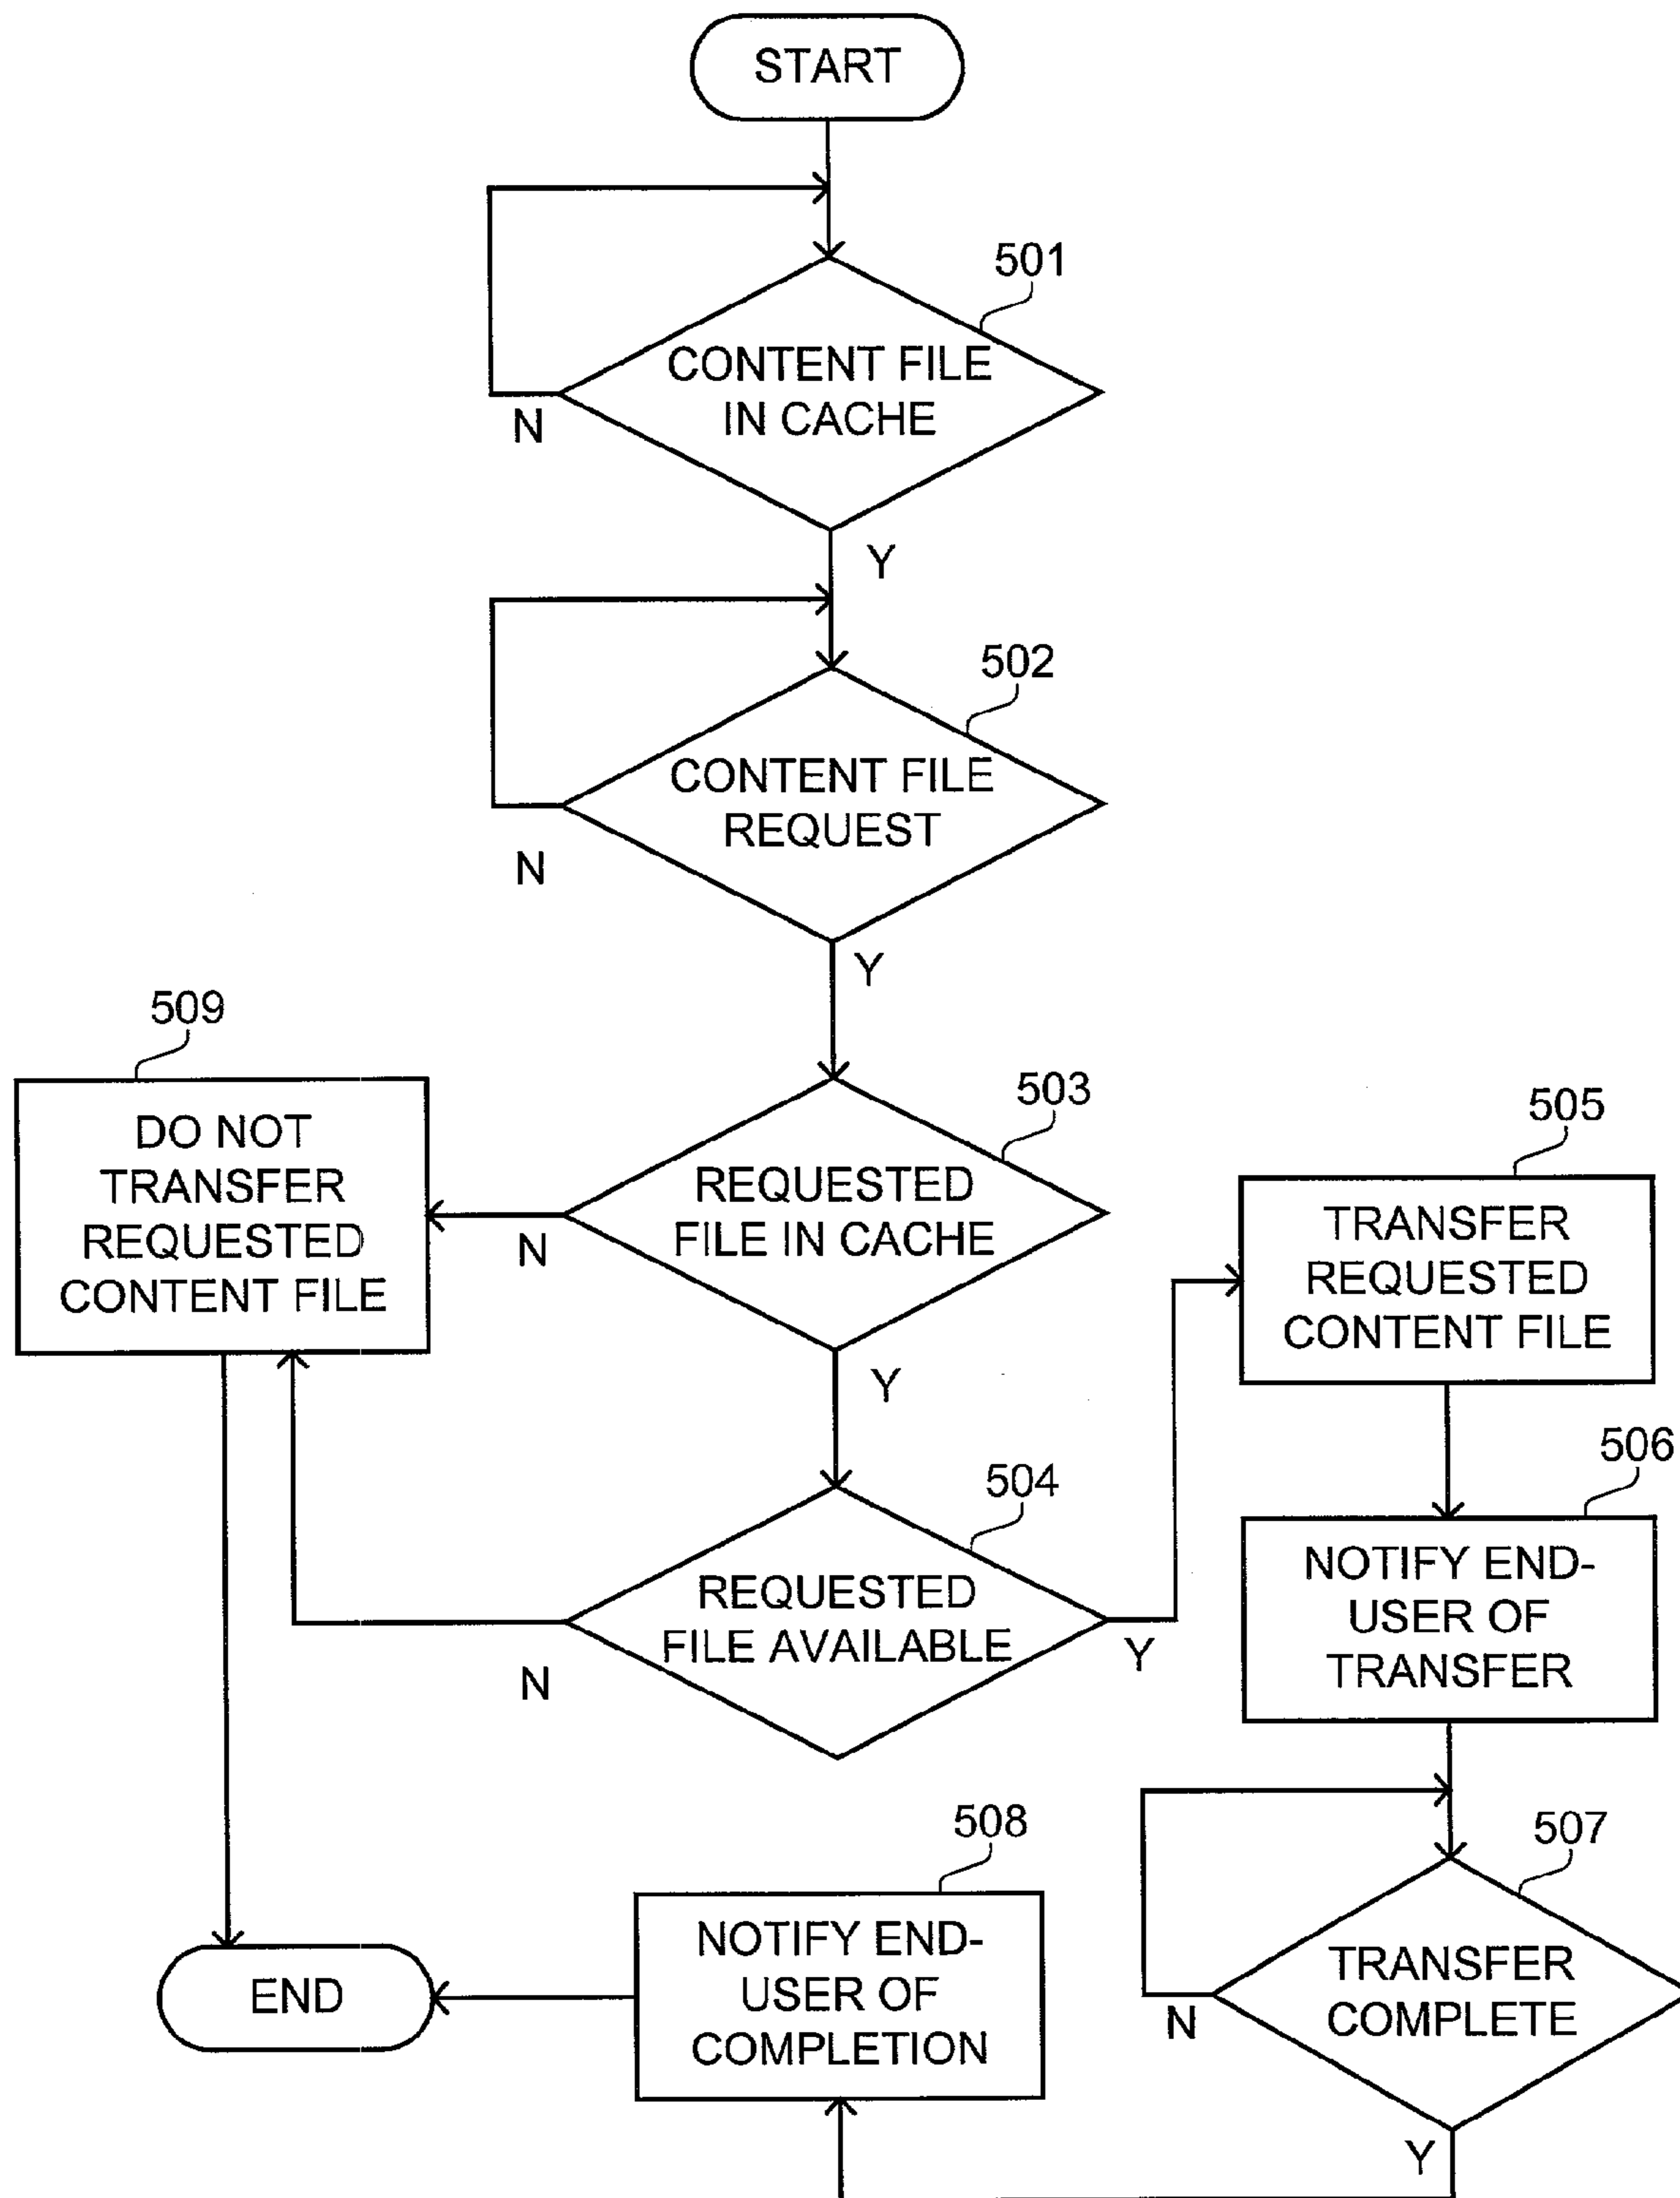 START
501
CONTENT FILE
IN CACHE
N
Y
502
CONTENT FILE
REQUEST
N
Y
509
DO NOT
TRANSFER
REQUESTED
CONTENT FILE
503
REQUESTED
FILE IN CACHE
N
Y
505
TRANSFER
REQUESTED
CONTENT FILE
504
REQUESTED
FILE AVAILABLE
N
Y
506
NOTIFY END-
USER OF
TRANSFER
507
TRANSFER
COMPLETE
N
Y
508
NOTIFY END-
USER OF
COMPLETION
END